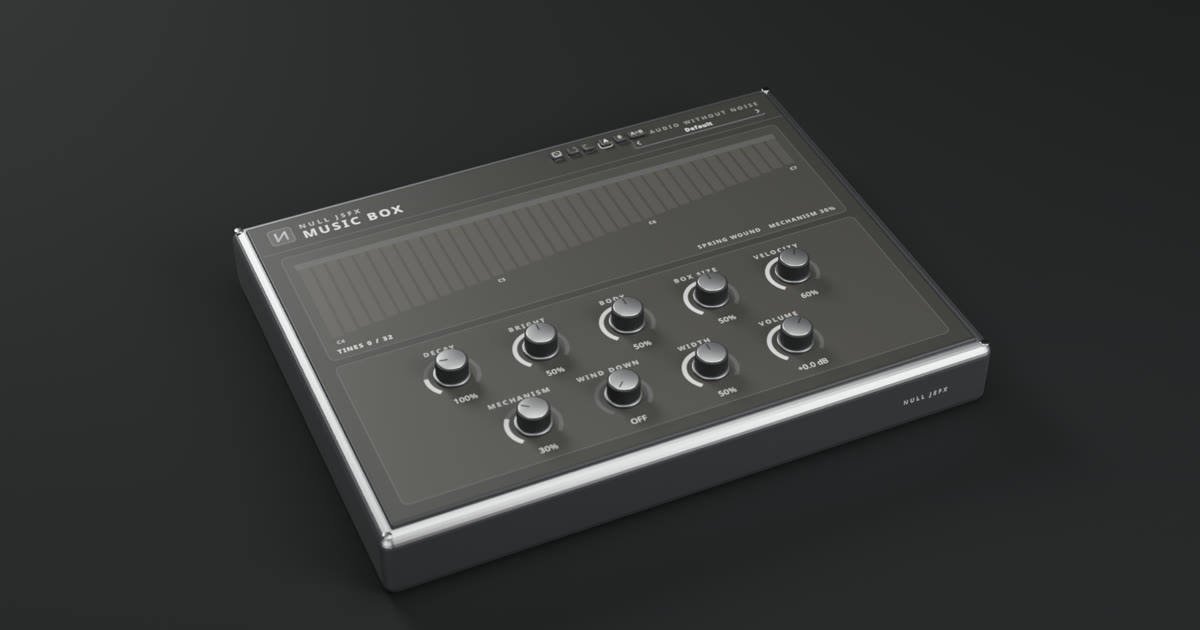 NULL JSFX
MUSIC BOX
A
B
AUDIO WITHOUT NOISE
Default
C4
C5
C6
C7
TINES 0 / 32
SPRING WOUND
MECHANISM 30%
DECAY
100%
BRIGHT
50%
BODY
50%
BOX SIZE
50%
VELOCITY
60%
MECHANISM
30%
WIND DOWN
OFF
WIDTH
50%
VOLUME
+0.0 dB
NULL JSFX